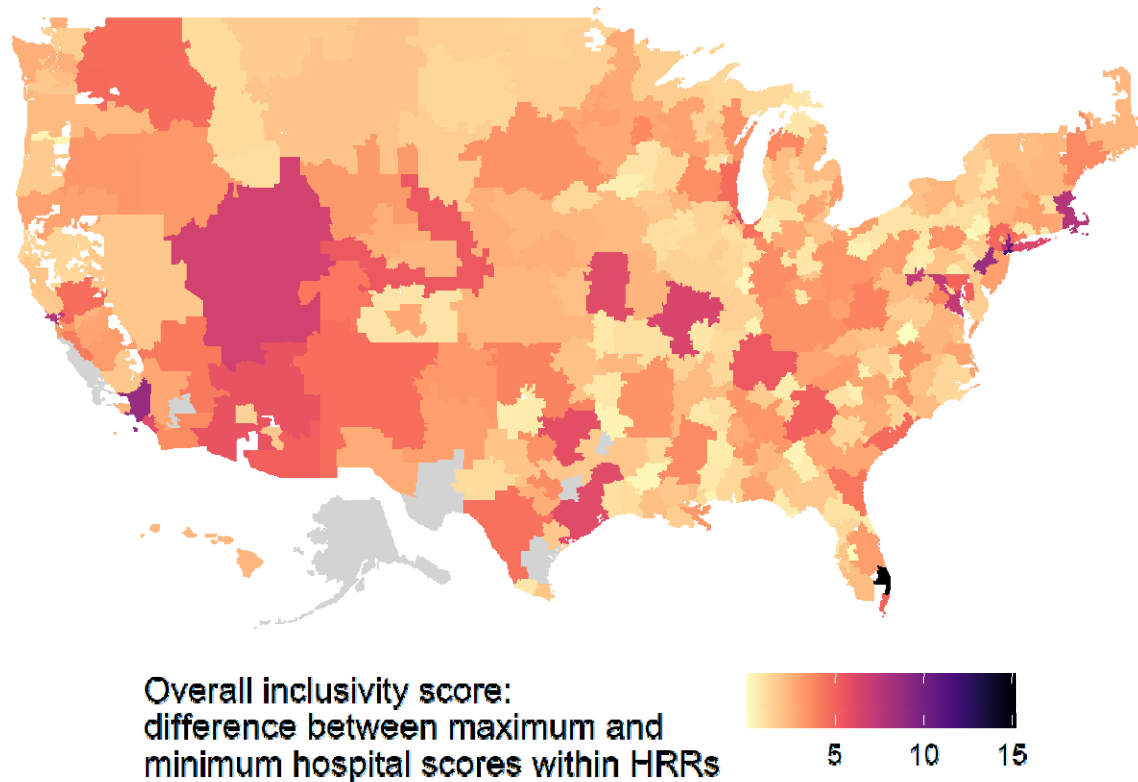 Overall inclusivity score:
difference between maximum and
minimum hospital scores within HRRs
5 10 15